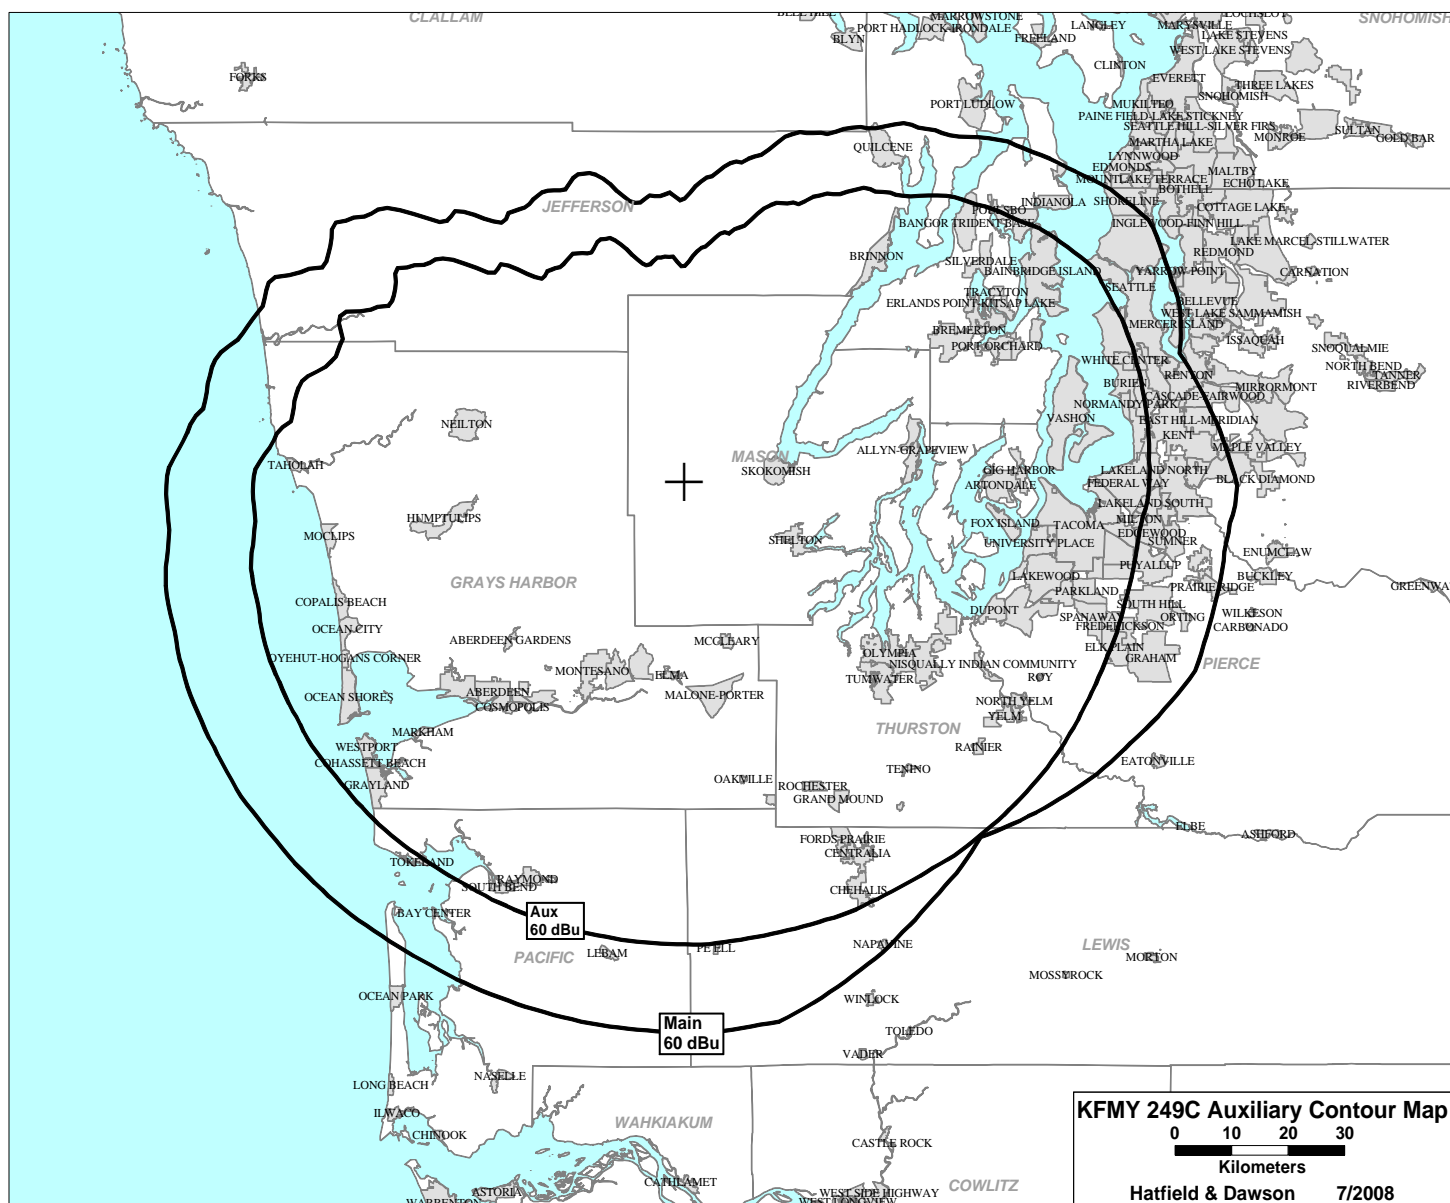 CLALLAM
BELL HILL
MARROWSTONE
PORT HADLOCK-IRONDALE
BLYN
FREELAND
LANGLEY
MARYSVILLE
LOCHSLOY
SNOHOMISH
LAKE STEVENS
WEST LAKE STEVENS
CLINTON
FORKS
EVERETT
THREE LAKES
SNOHOMISH
PORT LUDLOW
MUKILTEO
PAINE FIELD-LAKE STICKNEY
SEATTLE HILL-SILVER FIRS
MONROE
SULTAN
GOLD BAR
MARTHA LAKE
QUILCENE
LYNNWOOD
EDMONDS
MALTBY
MOUNTLAKE TERRACE
ECHO LAKE
BOTHELL
JEFFERSON
INDIANOLA
SHORELINE
COTTAGE LAKE
POULSBO
BANGOR TRIDENT BASE
INGLEWOOD-FINN HILL
LAKE MARCEL-STILLWATER
BRINNON
REDMOND
SILVERDALE
BAINBRIDGE ISLAND
YARROW POINT
CARNATION
SEATTLE
TRACYTON
ERLANDS POINT-KITSAP LAKE
BELLEVUE
WEST LAKE SAMMAMISH
MERCER ISLAND
BREMERTON
PORT ORCHARD
ISSAQUAH
SNOQUALMIE
WHITE CENTER
NORTH BEND
TANNER
RIVERBEND
RENTON
BURIEN
MIRRORMONT
CASCADE-FAIRWOOD
NORMANDY PARK
VASHON
EAST HILL-MERIDIAN
NEILTON
KENT
MAPLE VALLEY
ALLYN-GRAPEVIEW
MASON
TAHOLAH
SKOKOMISH
GIG HARBOR
LAKELAND NORTH
ARTONDALE
FEDERAL WAY
BLACK DIAMOND
LAKELAND SOUTH
HUMPTULIPS
FOX ISLAND
TACOMA
MILTON
MOCLIPS
EDGEWOOD
SHELTON
UNIVERSITY PLACE
SUMNER
ENUMCLAW
PUYALLUP
GRAYS HARBOR
LAKEWOOD
BUCKLEY
PARKLAND
PRAIRIE RIDGE
GREENWA
COPALIS BEACH
DUPONT
SOUTH HILL
SPANAWAY
ORTING
WILKESON
OCEAN CITY
FREDERICKSON
CARBONADO
ABERDEEN GARDENS
MCGLEARY
ELK PLAIN
OYEHUT-HOGANS CORNER
OLYMPIA
GRAHAM
PIERCE
MONTESANO
ELMA
NISQUALLY INDIAN COMMUNITY
TUMWATER
ROY
OCEAN SHORES
ABERDEEN
MALONE-PORTER
COSMOPOLIS
NORTH YELM
YELM
MARKHAM
THURSTON
WESTPORT
RAINIER
COHASSETT BEACH
EATONVILLE
TENINO
GRAYLAND
OAKVILLE
ROCHESTER
GRAND MOUND
ELBE
ASHFORD
FORDS PRAIRIE
CENTRALIA
TOKELAND
RAYMOND
SOUTH BEND
CHEHALIS
BAY CENTER
Aux
60 dBu
NAPAVINE
LEWIS
PE ELL
LEBAM
PACIFIC
MORTON
MOSSYROCK
OCEAN PARK
WINLOCK
Main
60 dBu
TOLEDO
VADER
NASELLE
LONG BEACH
ILWACO
CHINOOK
WAHKIAKUM
CASTLE ROCK
CATHLAMET
ASTORIA
WARRENTON
WEST SIDE HIGHWAY
WEST LONGVIEW
COWLITZ
KFMY 249C Auxiliary Contour Map
0 10 20 30
Kilometers
Hatfield & Dawson 7/2008